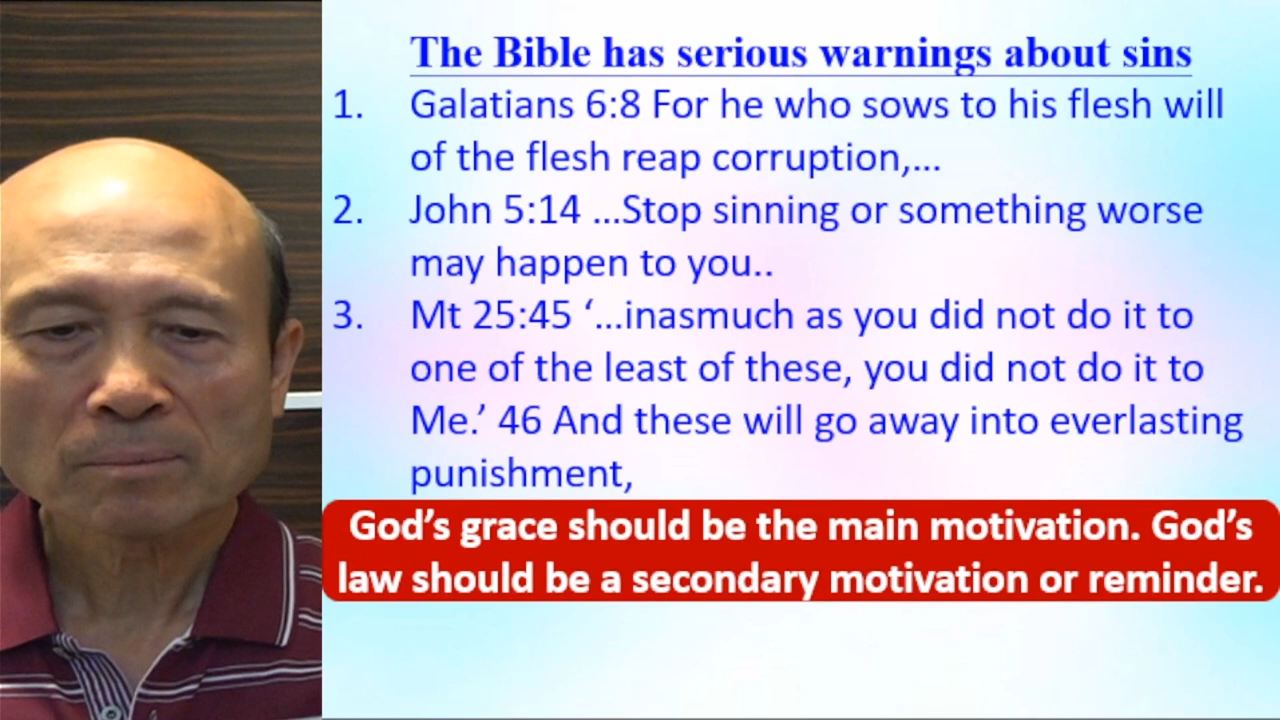 The Bible has serious warnings about sins
1. Galatians 6:8 For he who sows to his flesh will
of the flesh reap corruption,...
2. John 5:14 ...Stop sinning or something worse
may happen to you..
3. Mt 25:45 ‘...inasmuch as you did not do it to
one of the least of these, you did not do it to
Me.’ 46 And these will go away into everlasting
punishment,
God’s grace should be the main motivation. God’s
law should be a secondary motivation or reminder.